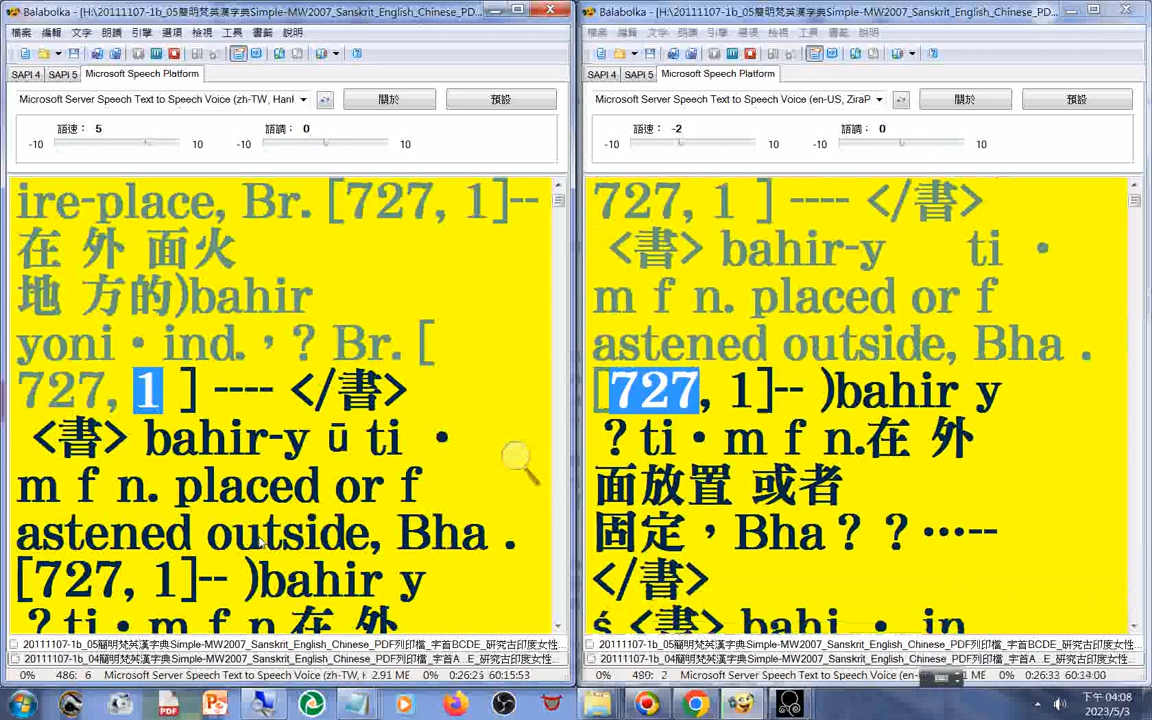 Balabolka - [H:\20111107-1b_05簡明梵英漢字典Simple-MW2007_Sanskrit_English_Chinese_PD...
檔案 編輯 文字 朗讀 引擎 選項 檢視 工具 書籤 說明
SAPI 4 SAPI 5 Microsoft Speech Platform
Microsoft Server Speech Text to Speech Voice (zh-TW, Hanl
關於 預設
語速： 5 語調： 0
-10 10 -10 10
ire-place, Br. [727, 1]--
在 外 面火
地 方的)bahir
yoni・ind.，? Br. [
727, 1 ] ---- </書>
<書> bahir-y ū ti ・
m f n. placed or f
astened outside, Bha .
[727, 1]-- )bahir y
？ti・m f n.在 外
20111107-1b_05簡明梵英漢字典Simple-MW2007_Sanskrit_English_Chinese_PDF列印檔_字首BCDE_研究古印度女性...
20111107-1b_04簡明梵英漢字典Simple-MW2007_Sanskrit_English_Chinese_PDF列印檔_字首A...E_研究古印度女性...
0% 486: 6 Microsoft Server Speech Text to Speech Voice (zh-TW, H 2.91 ME 0% 0:26:25 60:15:53
Balabolka - [H:\20111107-1b_05簡明梵英漢字典Simple-MW2007_Sanskrit_English_Chinese_PD...
檔案 編輯 文字 朗讀 引擎 選項 檢視 工具 書籤 說明
SAPI 4 SAPI 5 Microsoft Speech Platform
Microsoft Server Speech Text to Speech Voice (en-US, ZiraP
關於 預設
語速： -2 語調： 0
-10 10 -10 10
727, 1 ] ---- </書>
<書> bahir-y ti ・
m f n. placed or f
astened outside, Bha .
[727, 1]-- )bahir y
？ti・m f n.在 外
面放置 或者
固定，Bha？？…--
</書>
ś <書> bahi . in
20111107-1b_05簡明梵英漢字典Simple-MW2007_Sanskrit_English_Chinese_PDF列印檔_字首BCDE_研究古印度女性...
20111107-1b_04簡明梵英漢字典Simple-MW2007_Sanskrit_English_Chinese_PDF列印檔_字首A...E_研究古印度女性...
0% 489: 2 Microsoft Server Speech Text to Speech Voice ME 0% 0:26:33 60:34:00
下午 04:08
2023/5/3